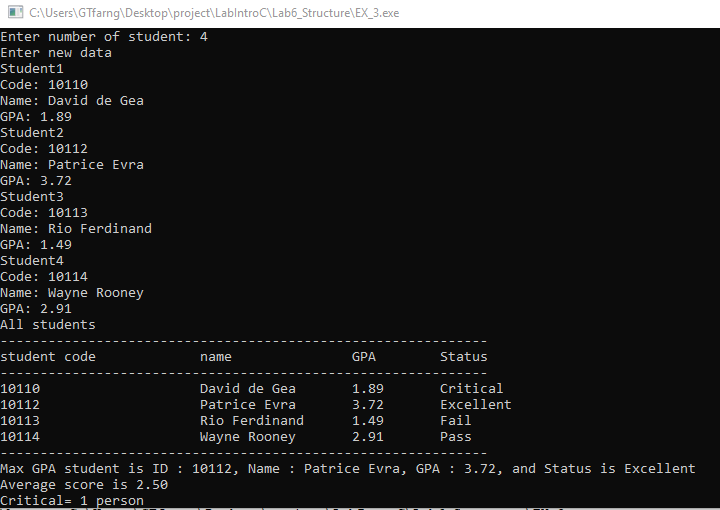 C:\Users\GTfarng\Desktop\project\LabIntroC\Lab6_Structure\EX_3.exe
Enter number of student: 4
Enter new data
Student1
Code: 10110
Name: David de Gea
GPA: 1.89
Student2
Code: 10112
Name: Patrice Evra
GPA: 3.72
Student3
Code: 10113
Name: Rio Ferdinand
GPA: 1.49
Student4
Code: 10114
Name: Wayne Rooney
GPA: 2.91
All students
-------------------------------------------------------------
student code             name               GPA        Status
-------------------------------------------------------------
10110                    David de Gea       1.89       Critical
10112                    Patrice Evra       3.72       Excellent
10113                    Rio Ferdinand      1.49       Fail
10114                    Wayne Rooney       2.91       Pass
-------------------------------------------------------------
Max GPA student is ID : 10112, Name : Patrice Evra, GPA : 3.72, and Status is Excellent
Average score is 2.50
Critical= 1 person